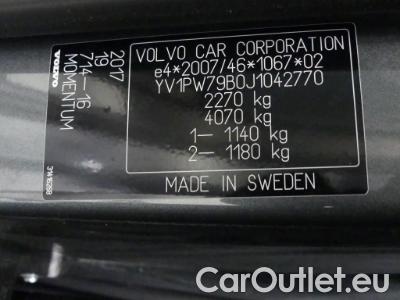 VOLVO CAR CORPORATION
e4*2007/46*1067*02
YV1PW79B0J1042770
2270 kg
4070 kg
1- 1140 kg
2- 1180 kg
MADE IN SWEDEN
2017
19
714-16
MOMENTUM
VOLVO
31416288
CarOutlet.eu